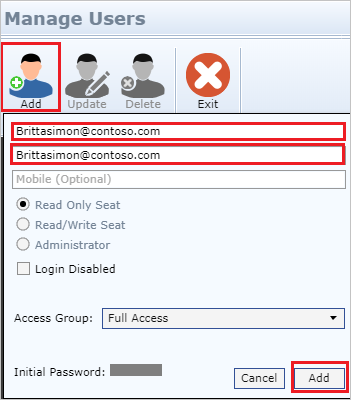 Manage Users
Add Update Delete Exit
Brittasimon@contoso.com
Brittasimon@contoso.com
Mobile (Optional)
Read Only Seat
Read/Write Seat
Administrator
Login Disabled
Access Group: Full Access
Initial Password:
Cancel Add